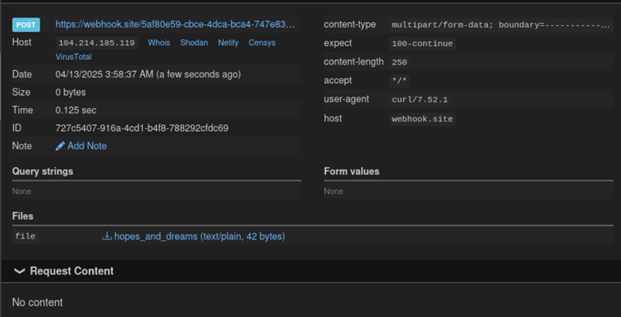 POST https://webhook.site/5af80e59-cbce-4dca-bca4-747e83...
Host 104.214.185.119 Whois Shodan Netify Censys
VirusTotal
Date 04/13/2025 3:58:37 AM (a few seconds ago)
Size 0 bytes
Time 0.125 sec
ID 727c5407-916a-4cd1-b4f8-788292cfdc69
Note Add Note
content-type multipart/form-data; boundary=-----------...
expect 100-continue
content-length 250
accept */*
user-agent curl/7.52.1
host webhook.site
Query strings
None
Form values
None
Files
file hopes_and_dreams (text/plain, 42 bytes)
Request Content
No content